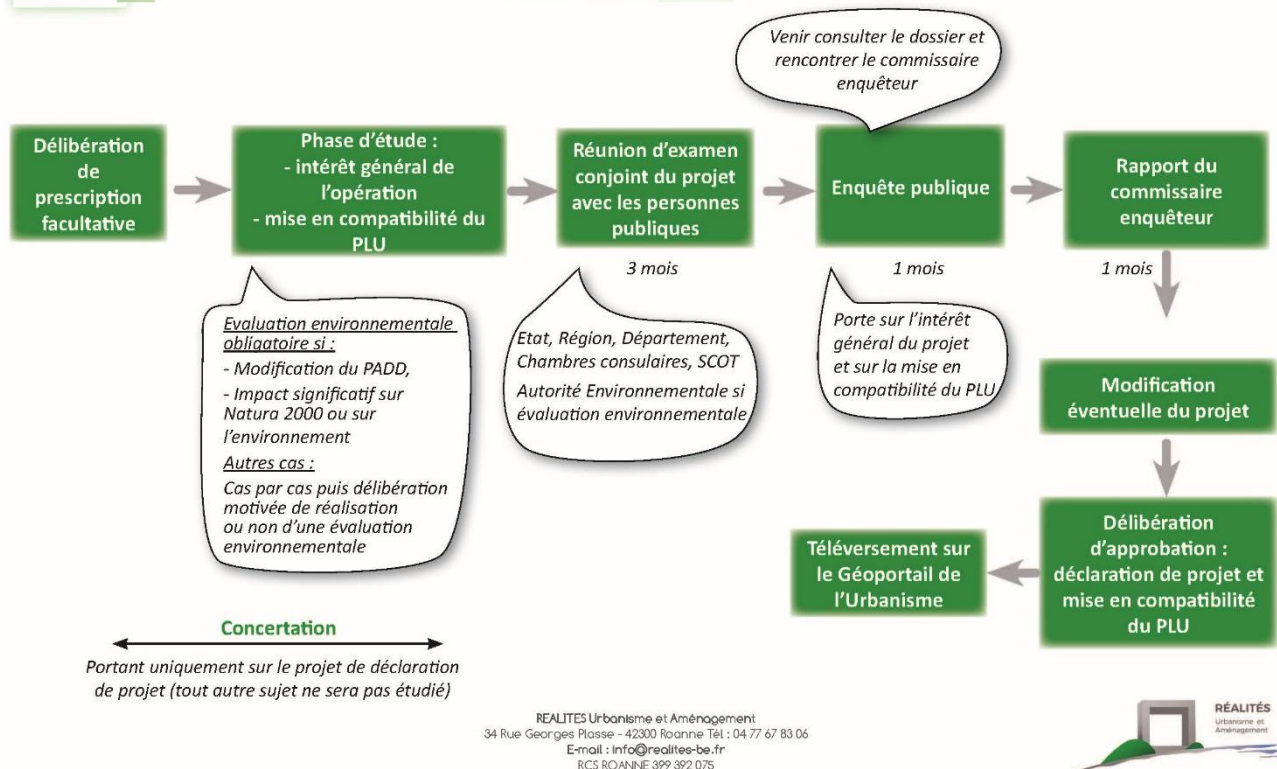 Venir consulter le dossier et
rencontrer le commissaire
enquêteur
Délibération
de
prescription
facultative
Phase d'étude :
- intérêt général de
l'opération
- mise en compatibilité du
PLU
Réunion d'examen
conjoint du projet
avec les personnes
publiques
Enquête publique
Rapport du
commissaire
enquêteur
3 mois
1 mois
1 mois
Evaluation environnementale
obligatoire si :
- Modification du PADD,
- Impact significatif sur
Natura 2000 ou sur
l'environnement
Autres cas :
Cas par cas puis délibération
motivée de réalisation
ou non d'une évaluation
environnementale
Etat, Région, Département,
Chambres consulaires, SCOT
Autorité Environnementale si
évaluation environnementale
Porte sur l'intérêt
général du projet
et sur la mise en
compatibilité du PLU
Modification
éventuelle du projet
Délibération
d'approbation :
déclaration de projet et
mise en compatibilité
du PLU
Téléversement sur
le Géoportail de
l'Urbanisme
Concertation
Portant uniquement sur le projet de déclaration
de projet (tout autre sujet ne sera pas étudié)
REALITES Urbanisme et Aménagement
34 Rue Georges Plasse - 42300 Roanne Tél : 04 77 67 83 06
E-mail : info@realites-be.fr
RCS ROANNE 399 392 075
RÉALITÉS
Urbanisme et
Aménagement